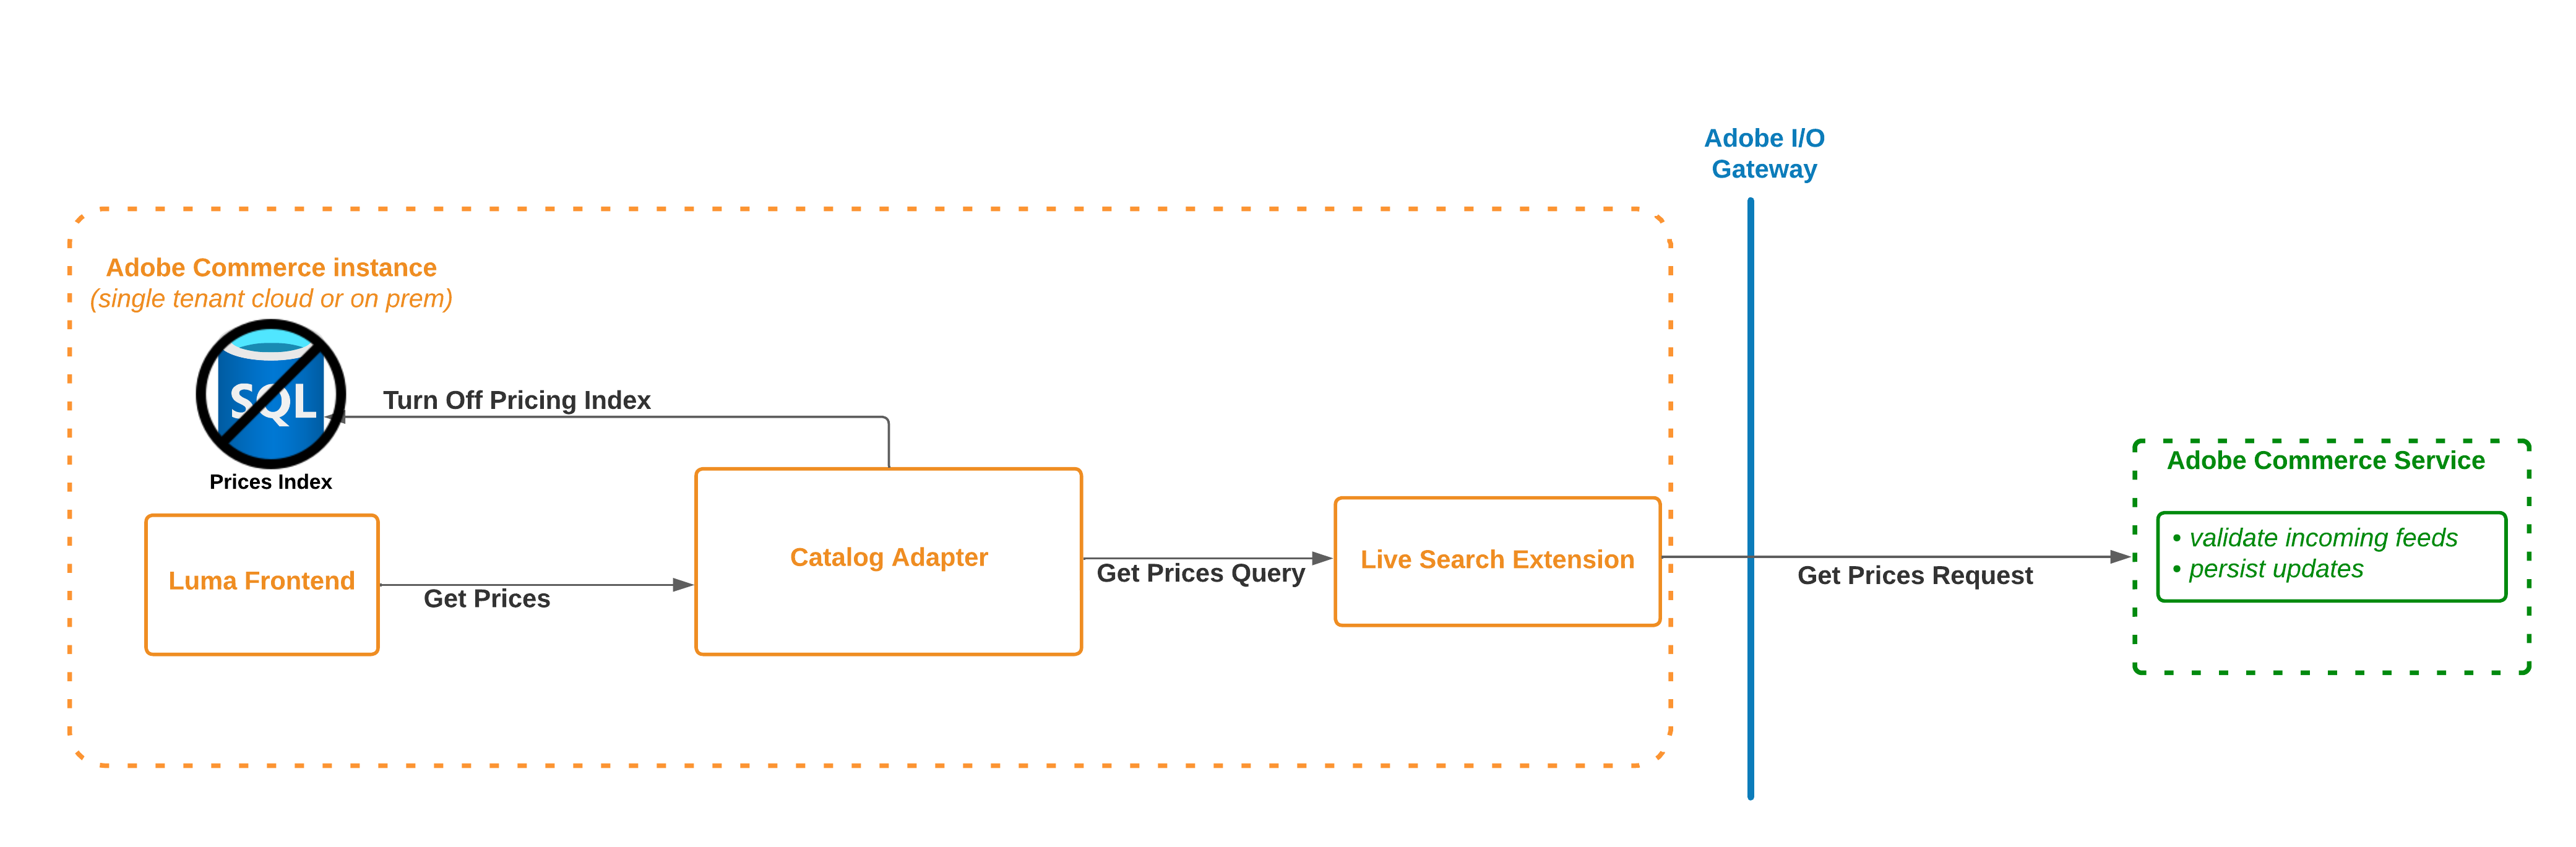 Adobe I/O
Gateway
Adobe Commerce instance
(single tenant cloud or on prem)
SQL
Turn Off Pricing Index
Prices Index
Adobe Commerce Service
Luma Frontend
Get Prices
Catalog Adapter
Get Prices Query
Live Search Extension
Get Prices Request
• validate incoming feeds
• persist updates